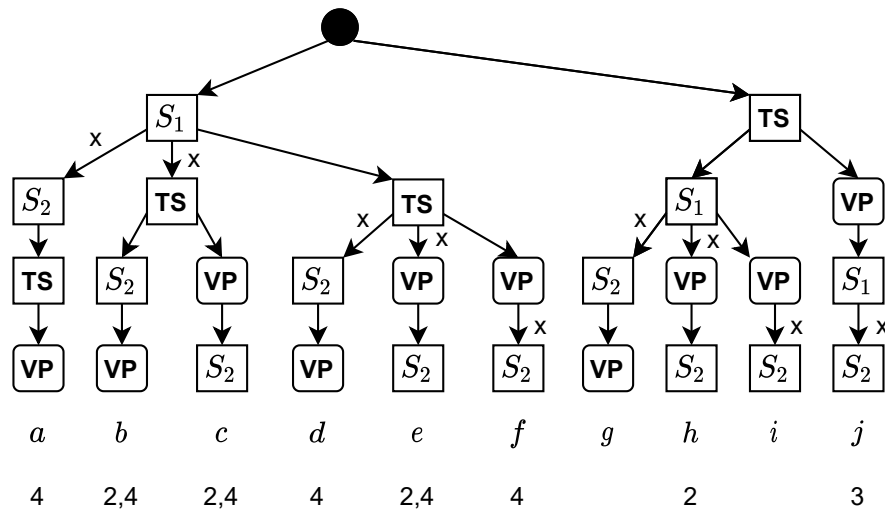 S₁ TS
x x
S₂ TS TS S₁ VP
x x x x
TS S₂ VP S₂ VP VP S₂ VP VP S₁
x x x
VP VP S₂ VP S₂ S₂ VP S₂ S₂ S₂
a b c d e f g h i j
4 2,4 2,4 4 2,4 4 2 3